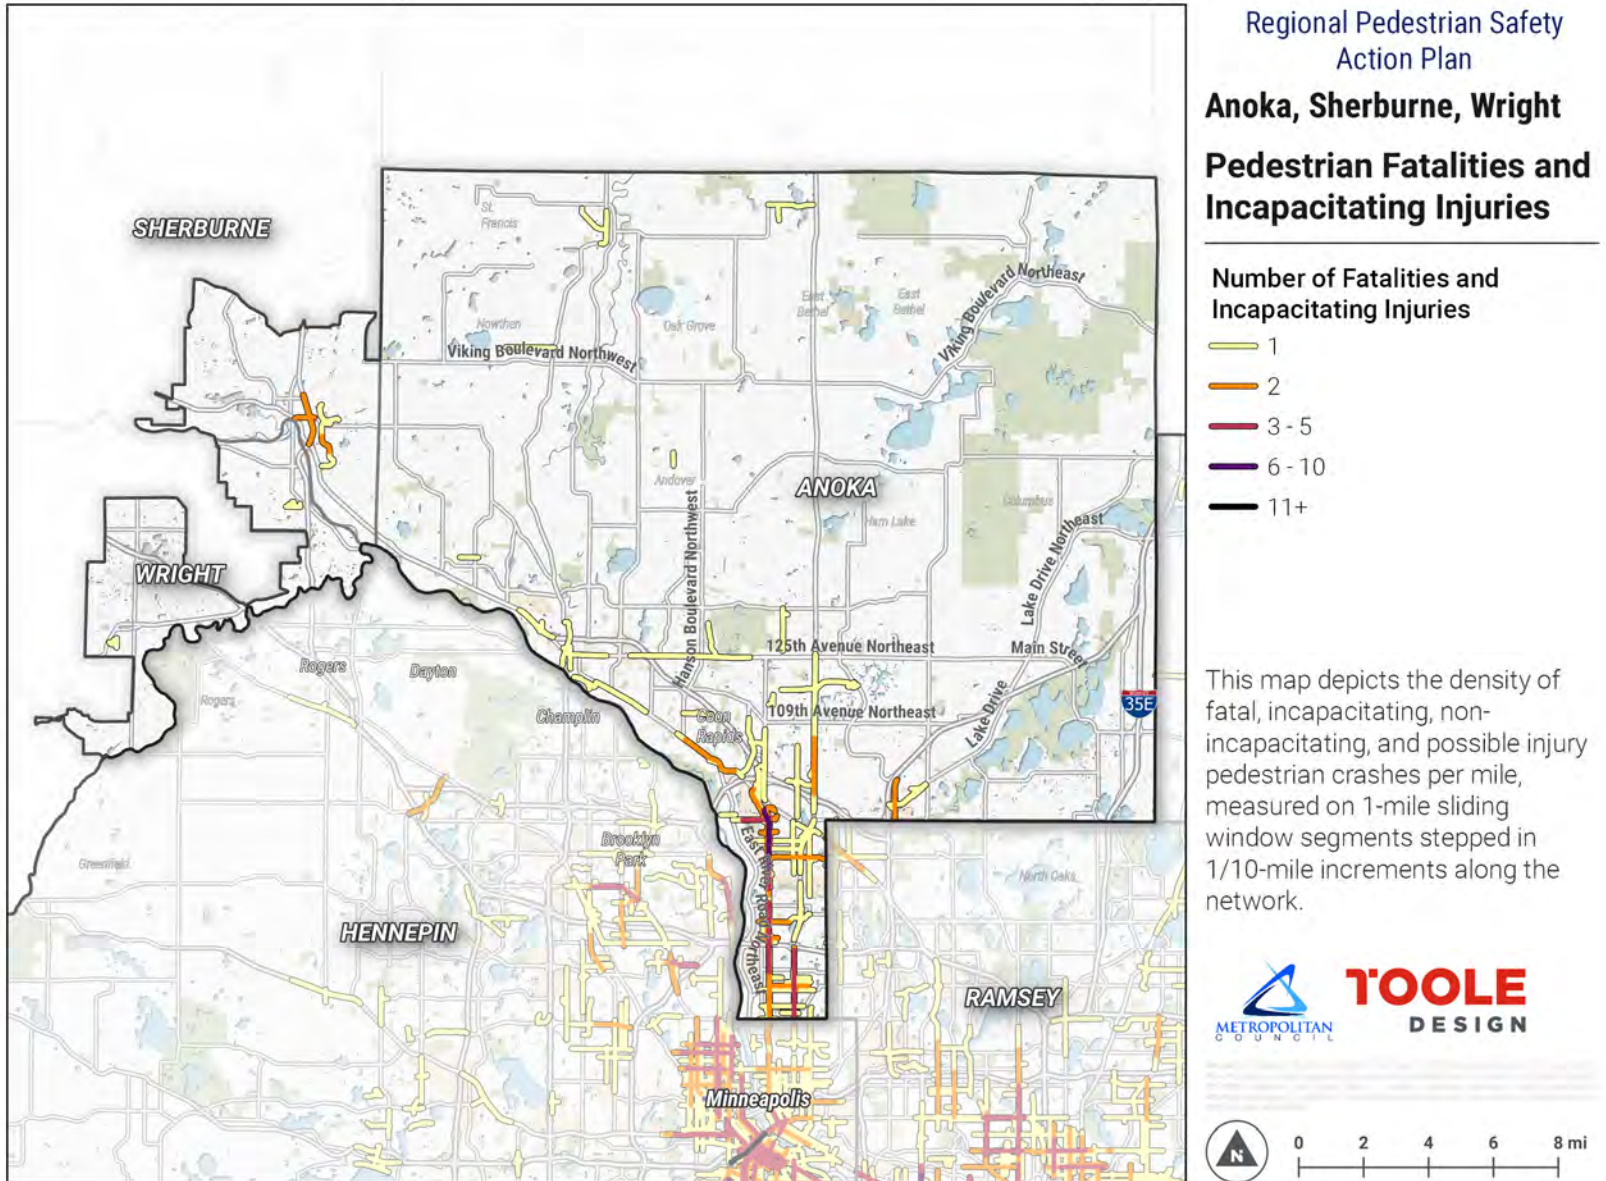 Regional Pedestrian Safety
Action Plan
Anoka, Sherburne, Wright
Pedestrian Fatalities and
Incapacitating Injuries
Number of Fatalities and
Incapacitating Injuries
1
2
3 - 5
6 - 10
11+
This map depicts the density of
fatal, incapacitating, non-
incapacitating, and possible injury
pedestrian crashes per mile,
measured on 1-mile sliding
window segments stepped in
1/10-mile increments along the
network.
METROPOLITAN
COUNCIL
TOOLE
DESIGN
N
0 2 4 6 8 mi
SHERBURNE
St.
Francis
Viking Boulevard Northeast
East
Bethel
East
Bethel
Nowthen
Oak Grove
Viking Boulevard Northwest
Viking Boulevard Northeast
Andover
ANOKA
Columbus
Ham Lake
Hanson Boulevard Northwest
Lake Drive Northeast
WRIGHT
125th Avenue Northeast
Main Street
Rogers
Dayton
Rogers
Champlin
Coon
Rapids
109th Avenue Northeast
Lake Drive
35E
Brooklyn
Park
East River Road Northeast
Greenfield
North Oaks
HENNEPIN
RAMSEY
Minneapolis